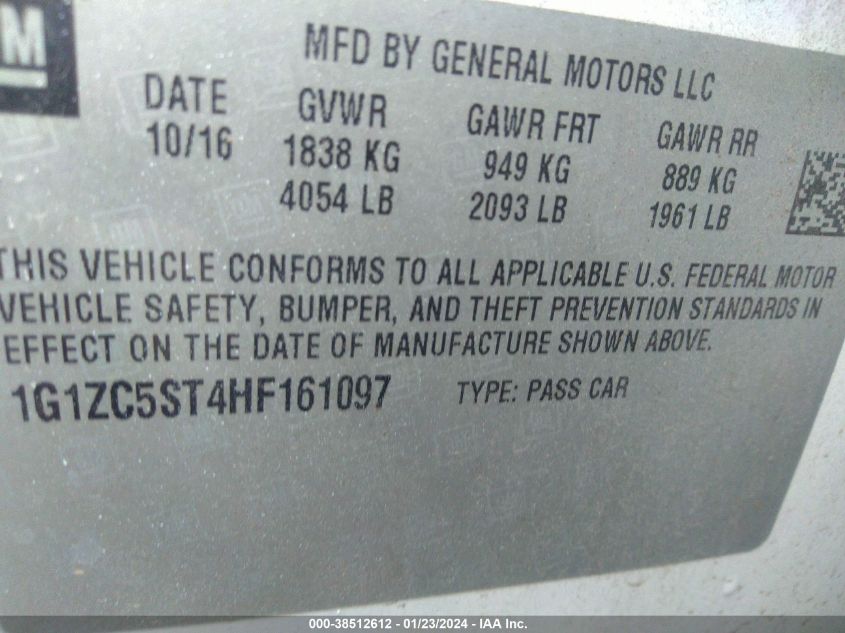 GM
MFD BY GENERAL MOTORS LLC
DATE GVWR GAWR FRT GAWR RR
10/16 1838 KG 949 KG 889 KG
4054 LB 2093 LB 1961 LB
THIS VEHICLE CONFORMS TO ALL APPLICABLE U.S. FEDERAL MOTOR
VEHICLE SAFETY, BUMPER, AND THEFT PREVENTION STANDARDS IN
EFFECT ON THE DATE OF MANUFACTURE SHOWN ABOVE.
1G1ZC5ST4HF161097 TYPE: PASS CAR
000-38512612 - 01/23/2024 - IAA Inc.